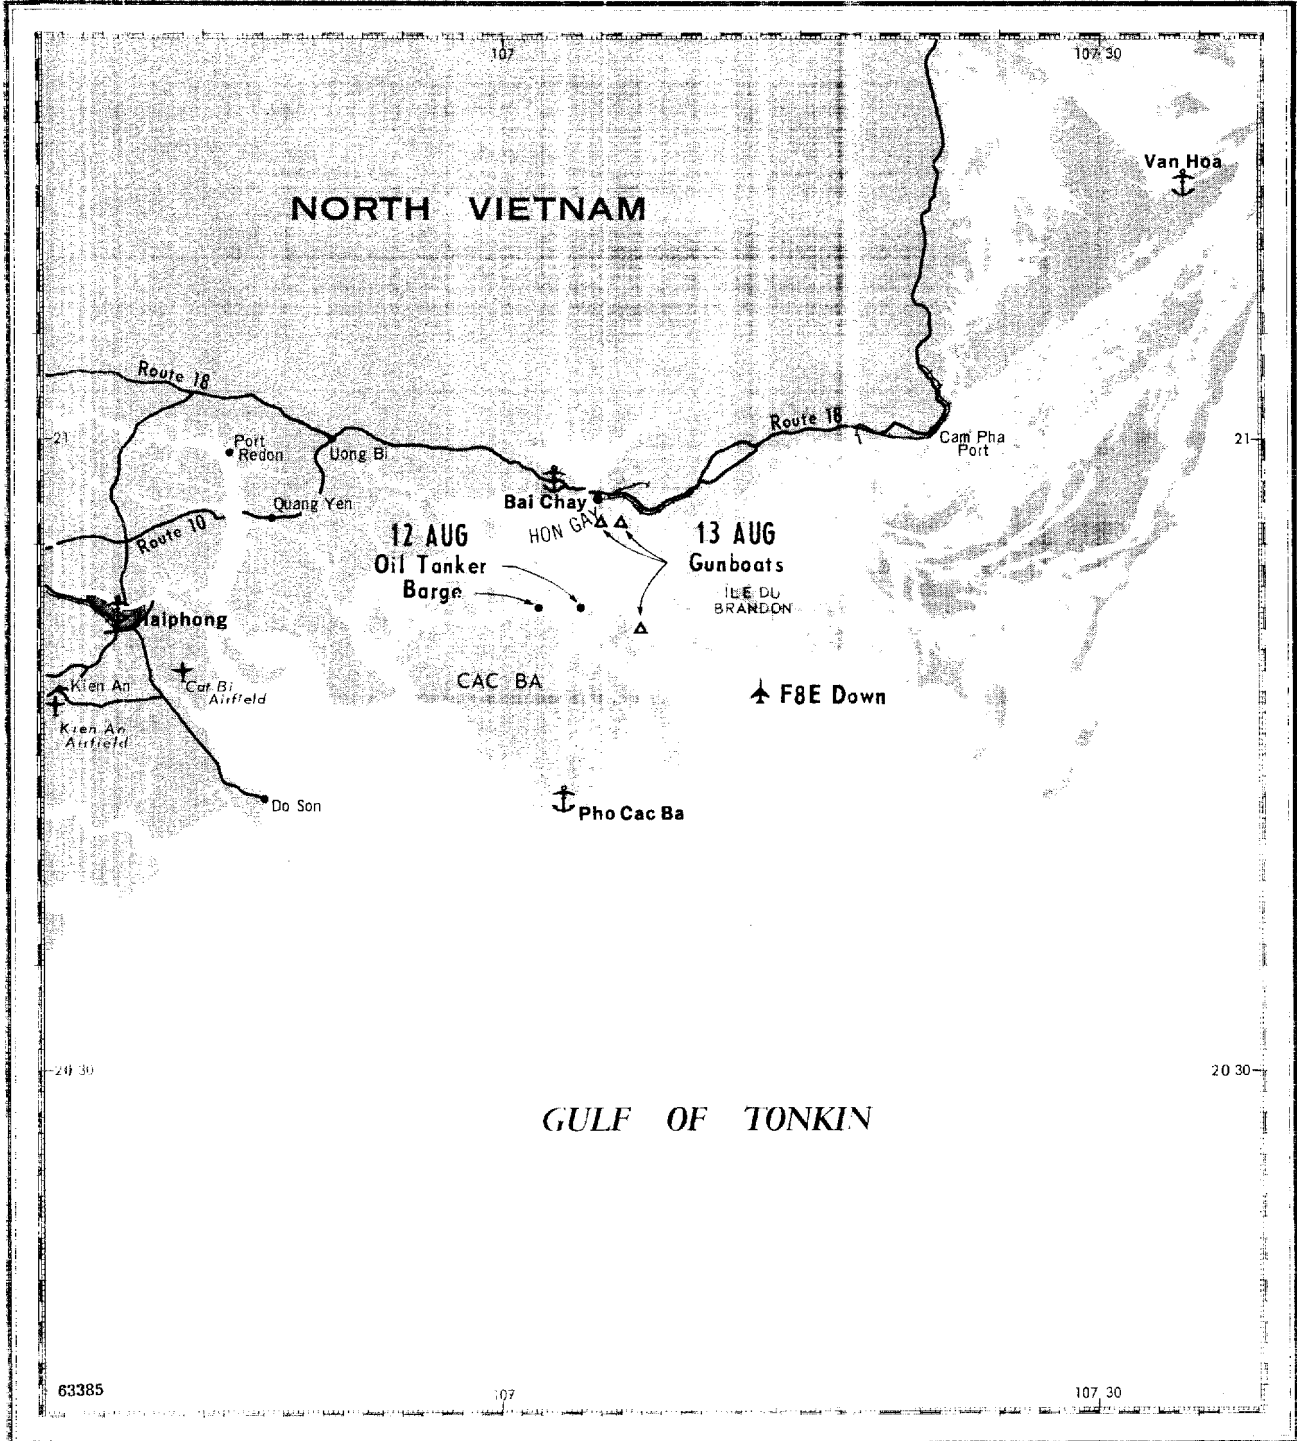 107
107 30
Van Hoa
NORTH VIETNAM
Route 18
Route 18
21
Port
Redon
Uong Bi
Cam Pha
Port
21
Quang Yen
Bai Chay
Route 10
12 AUG
Oil Tanker
Barge
HON GAY
13 AUG
Gunboats
ILE DU
BRANDON
Haiphong
Kien An
Cat Bi
Airfield
CAC BA
F8E Down
Kien An
Airfield
Do Son
Pho Cac Ba
20 30
20 30
GULF OF TONKIN
63385
107
107 30